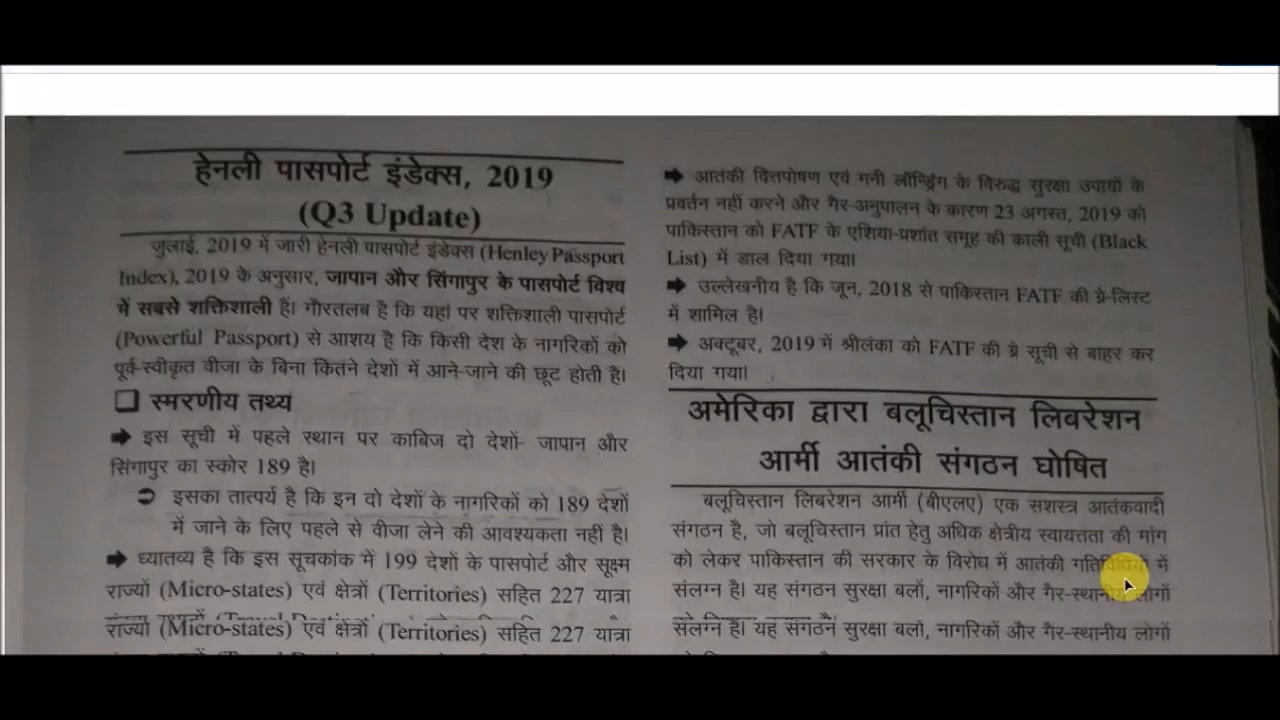 हेनली पासपोर्ट इंडेक्स, 2019
(Q3 Update)
जुलाई, 2019 में जारी हेनली पासपोर्ट इंडेक्स (Henley Passport
Index), 2019 के अनुसार, जापान और सिंगापुर के पासपोर्ट विश्व
में सबसे शक्तिशाली हैं। गौरतलब है कि यहां पर शक्तिशाली पासपोर्ट
(Powerful Passport) से आशय है कि किसी देश के नागरिकों को
पूर्व-स्वीकृत वीजा के बिना कितने देशों में आने-जाने की छूट होती है।
स्मरणीय तथ्य
➡ इस सूची में पहले स्थान पर काबिज दो देशों- जापान और
सिंगापुर का स्कोर 189 है।
इसका तात्पर्य है कि इन दो देशों के नागरिकों को 189 देशों
में जाने के लिए पहले से वीजा लेने की आवश्यकता नहीं है।
➡ ध्यातव्य है कि इस सूचकांक में 199 देशों के पासपोर्ट और सूक्ष्म
राज्यों (Micro-states) एवं क्षेत्रों (Territories) सहित 227 यात्रा
राज्यों (Micro-states) एवं क्षेत्रों (Territories) सहित 227 यात्रा
➡ आतंकी वित्तपोषण एवं मनी लॉन्ड्रिंग के विरुद्ध सुरक्षा उपायों के
प्रवर्तन नहीं करने और गैर-अनुपालन के कारण 23 अगस्त, 2019 को
पाकिस्तान को FATF के एशिया-प्रशांत समूह की काली सूची (Black
List) में डाल दिया गया।
➡ उल्लेखनीय है कि जून, 2018 से पाकिस्तान FATF की ग्रे-लिस्ट
में शामिल है।
➡ अक्टूबर, 2019 में श्रीलंका को FATF की ग्रे सूची से बाहर कर
दिया गया।
अमेरिका द्वारा बलूचिस्तान लिबरेशन
आर्मी आतंकी संगठन घोषित
बलूचिस्तान लिबरेशन आर्मी (बीएलए) एक सशस्त्र आतंकवादी
संगठन है, जो बलूचिस्तान प्रांत हेतु अधिक क्षेत्रीय स्वायत्तता की मांग
को लेकर पाकिस्तान की सरकार के विरोध में आतंकी गतिविधियों में
संलग्न है। यह संगठन सुरक्षा बलों, नागरिकों और गैर-स्थानीय लोगों
संलग्न है। यह संगठन सुरक्षा बलों, नागरिकों और गैर-स्थानीय लोगों